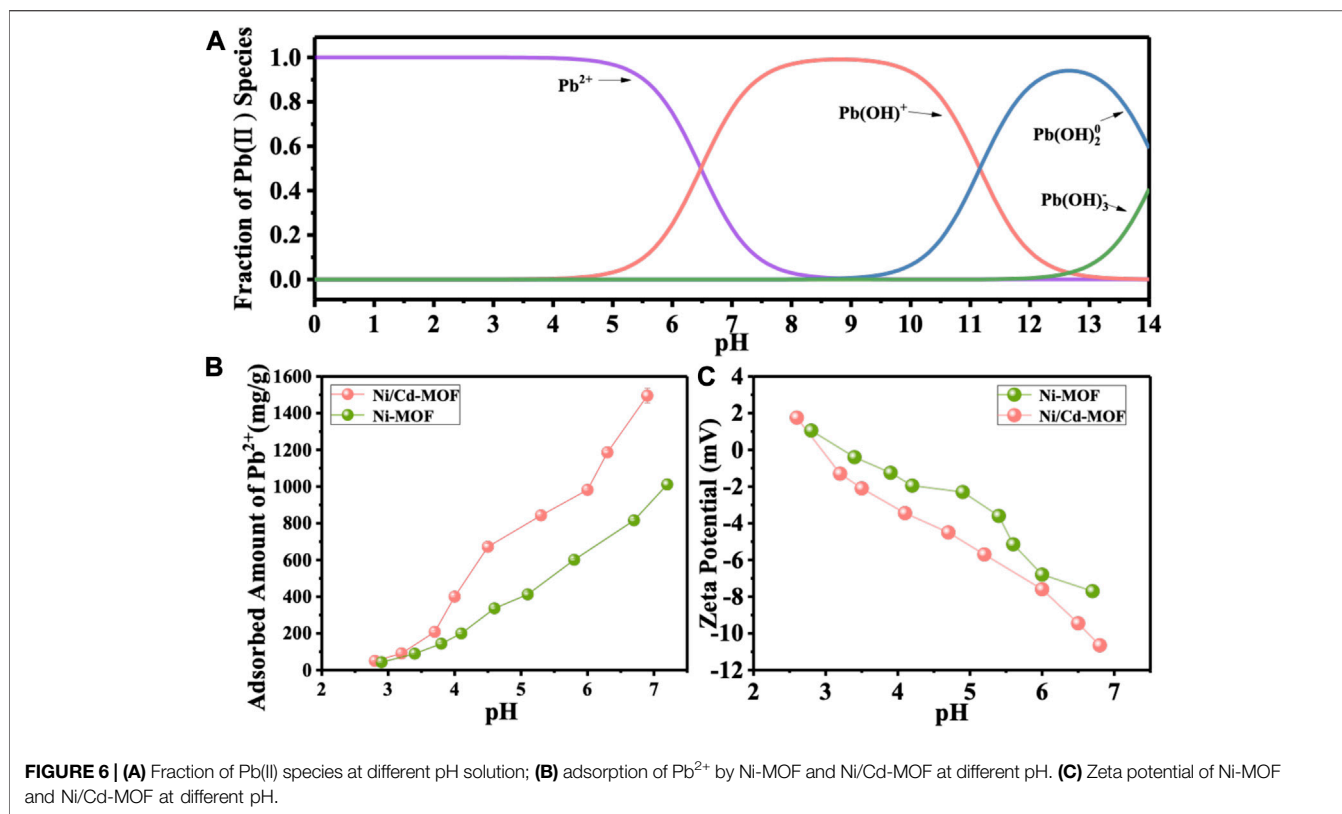 A
Fraction of Pb(II ) Species
1.0
0.8
0.6
0.4
0.2
0.0
Pb2+
Pb(OH)+
Pb(OH)20
Pb(OH)3-
0 1 2 3 4 5 6 7 8 9 10 11 12 13 14
pH
B
Adsorbed Amount of Pb2+(mg/g)
1600
1400
1200
1000
800
600
400
200
0
Ni/Cd-MOF
Ni-MOF
2 3 4 5 6 7
pH
C
Zeta Potential (mV)
4
2
0
-2
-4
-6
-8
-10
-12
Ni-MOF
Ni/Cd-MOF
2 3 4 5 6 7
pH
FIGURE 6 | (A) Fraction of Pb(II) species at different pH solution; (B) adsorption of Pb2+ by Ni-MOF and Ni/Cd-MOF at different pH. (C) Zeta potential of Ni-MOF
and Ni/Cd-MOF at different pH.